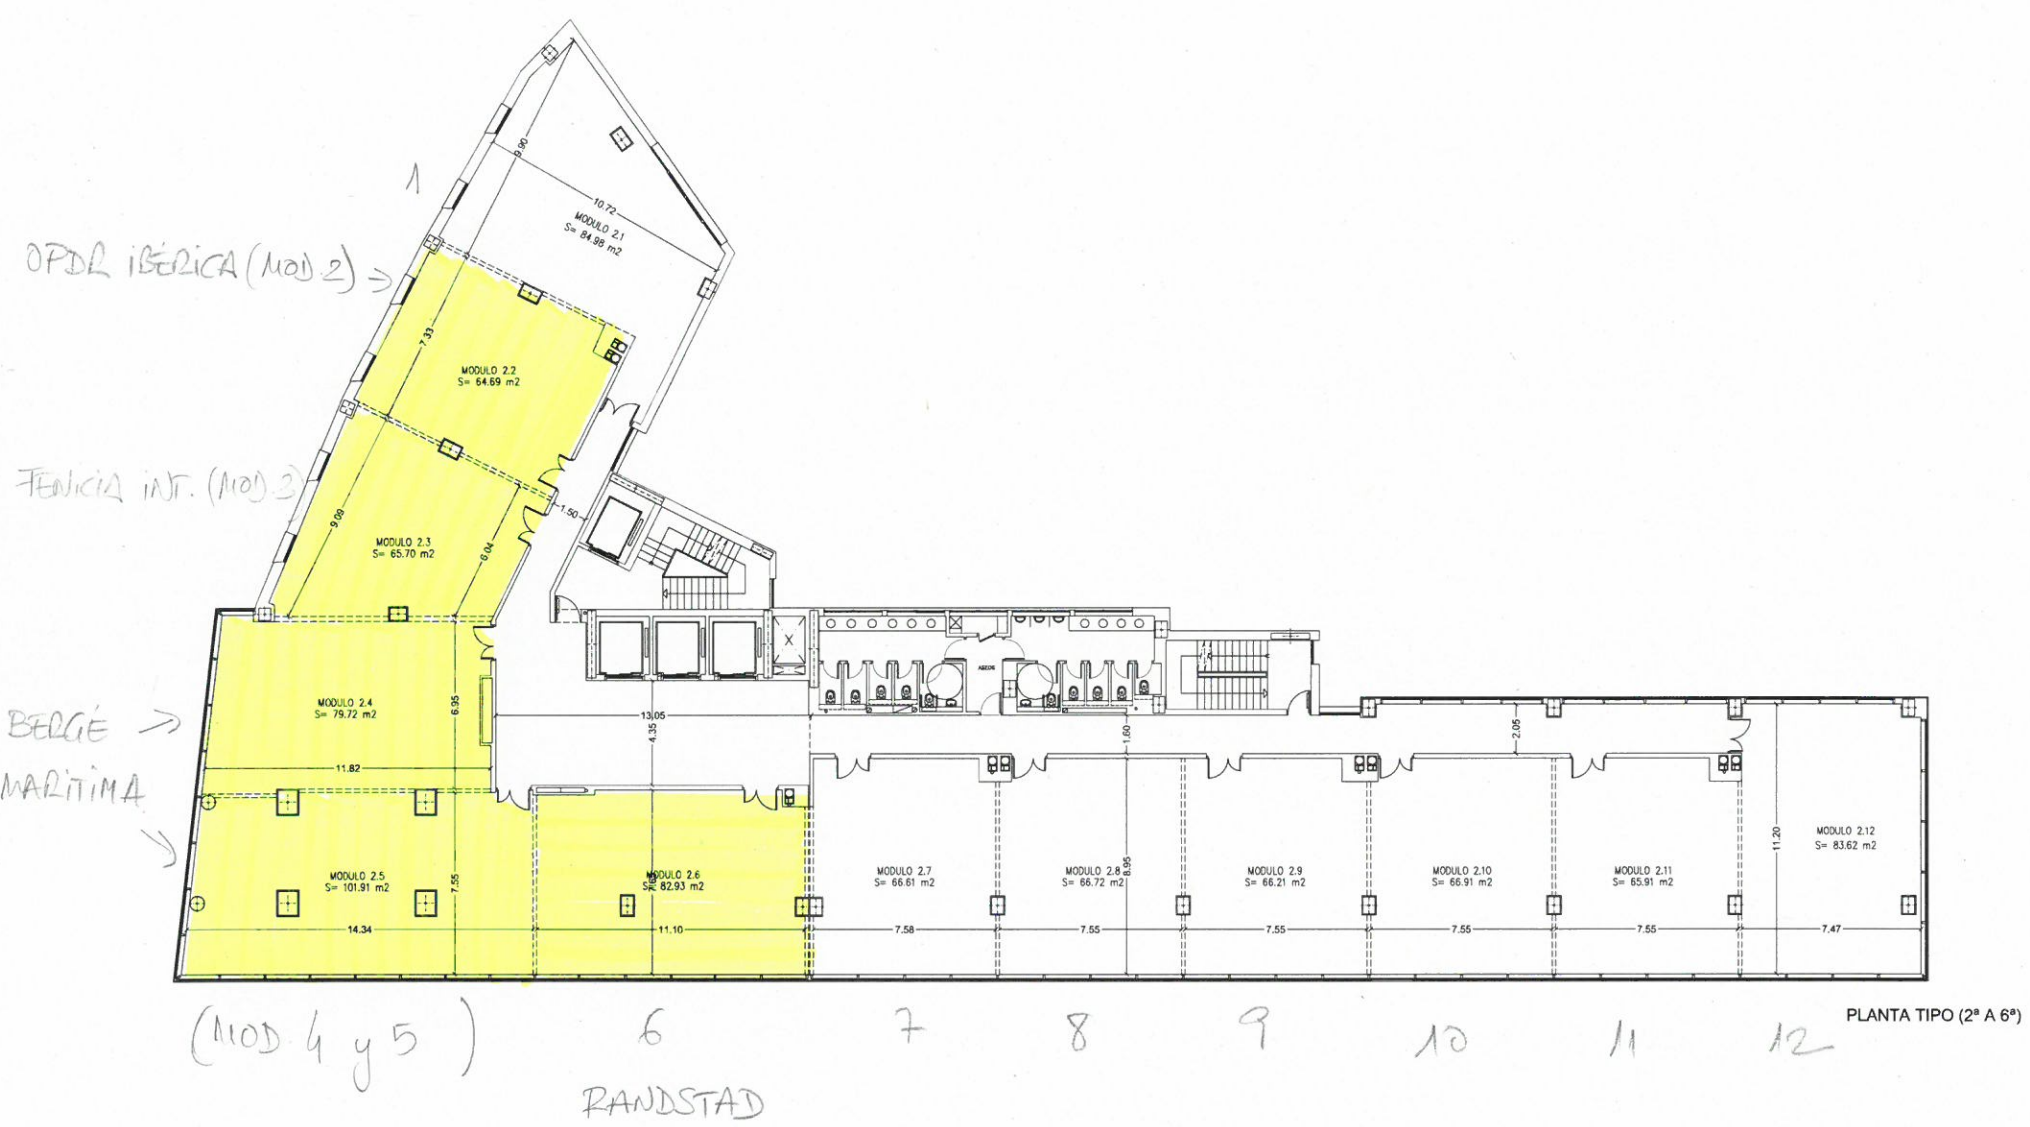 9.90
1
10.72
MODULO 2.1
S= 84.98 m2
OPDR IBÉRICA (MOD.2) →
7.33
MODULO 2.2
S= 64.69 m2
FENICIA INT. (MOD.3)
9.09
1.50
MODULO 2.3
S= 65.70 m2
6.04
X
ASEOS
MODULO 2.4
S= 79.72 m2
6.95
13.05
4.35
1.60
2.05
BERGÉ →
MARÍTIMA
11.82
MODULO 2.5
S= 101.91 m2
7.55
MODULO 2.6
S= 82.93 m2
MODULO 2.7
S= 66.61 m2
MODULO 2.8
S= 66.72 m2
8.95
MODULO 2.9
S= 66.21 m2
MODULO 2.10
S= 66.91 m2
MODULO 2.11
S= 65.91 m2
11.20
MODULO 2.12
S= 83.62 m2
14.34
11.10
7.58
7.55
7.55
7.55
7.55
7.47
PLANTA TIPO (2ª A 6ª)
(MOD. 4 y 5)
6
7
8
9
10
11
12
RANDSTAD